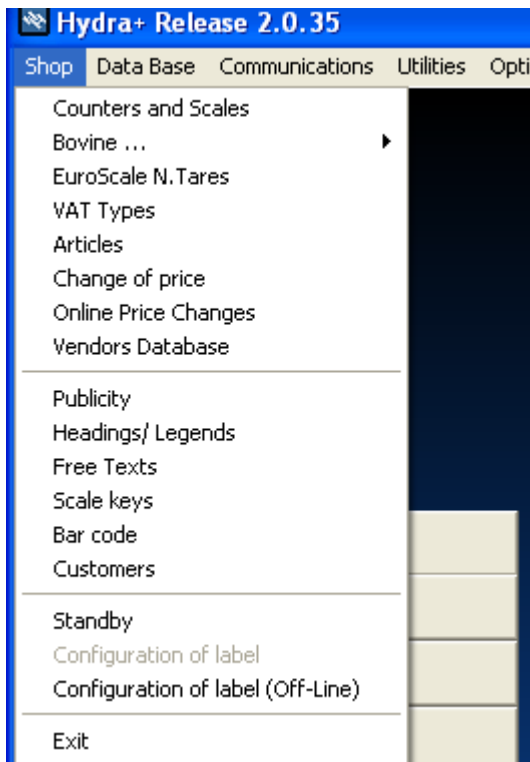 Hydra+ Release 2.0.35
Shop Data Base Communications Utilities Opti
Counters and Scales
Bovine ...
EuroScale N.Tares
VAT Types
Articles
Change of price
Online Price Changes
Vendors Database
Publicity
Headings/ Legends
Free Texts
Scale keys
Bar code
Customers
Standby
Configuration of label
Configuration of label (Off-Line)
Exit